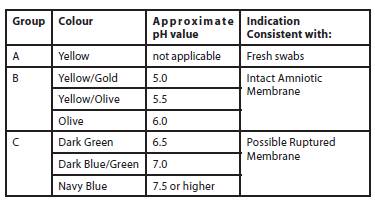 Group Colour Approximate pH value Indication Consistent with:
A Yellow not applicable Fresh swabs
B Yellow/Gold 5.0 Intact Amniotic Membrane
Yellow/Olive 5.5
Olive 6.0
C Dark Green 6.5 Possible Ruptured Membrane
Dark Blue/Green 7.0
Navy Blue 7.5 or higher